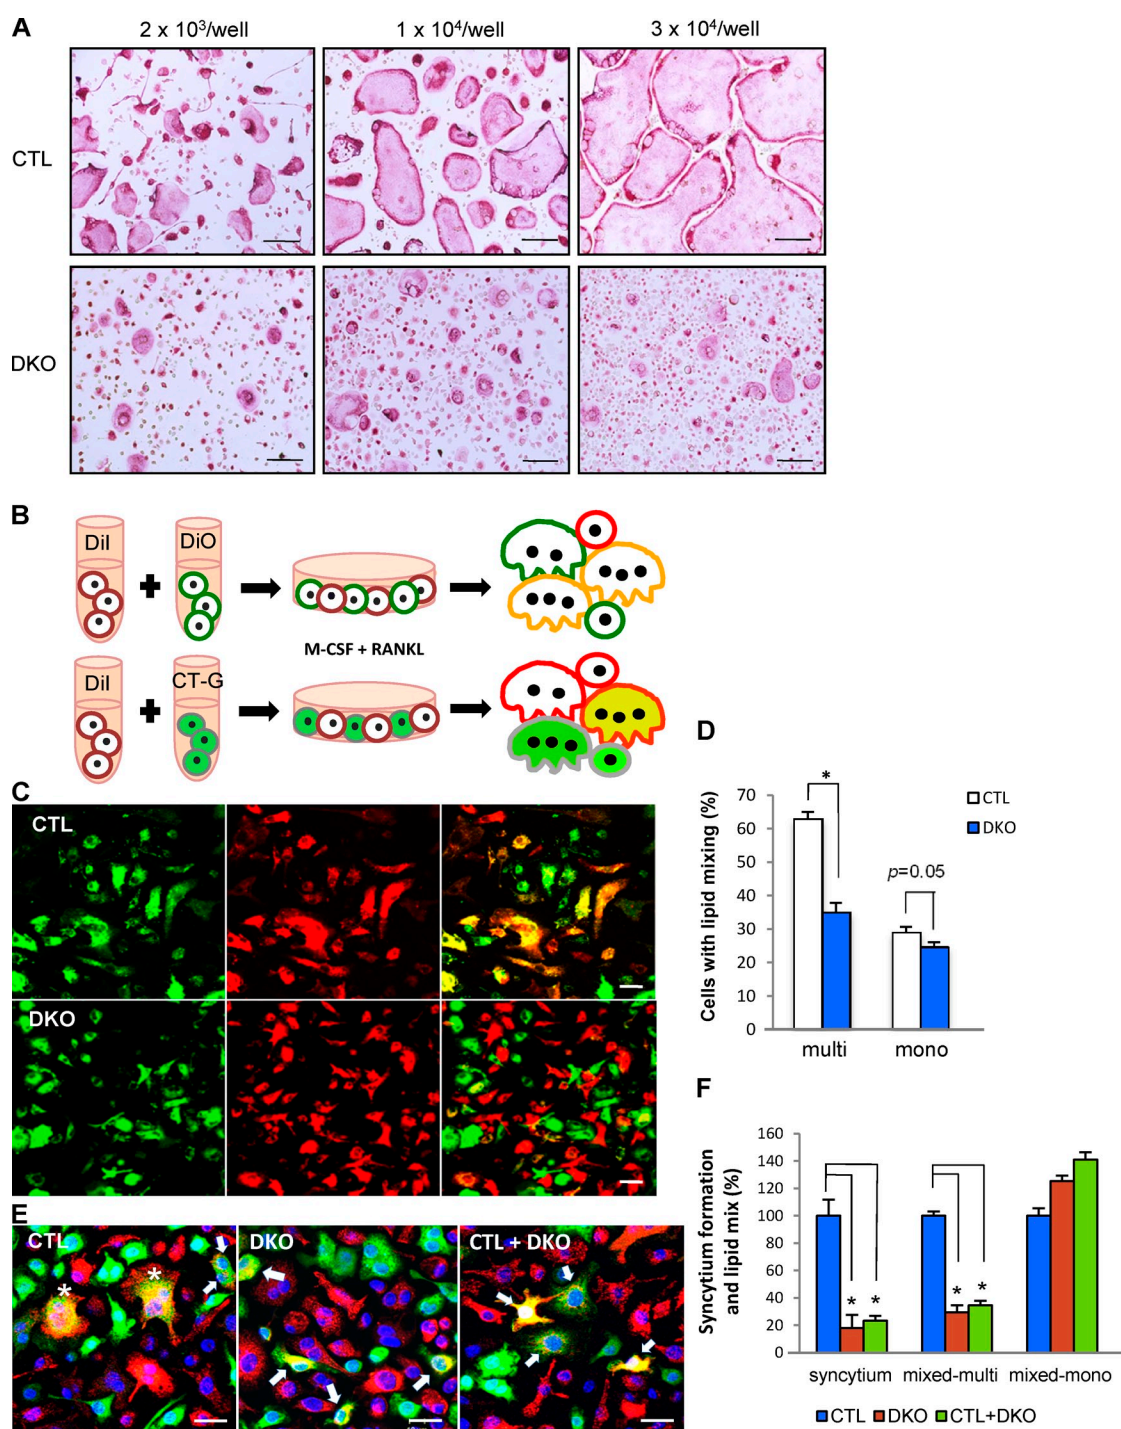 A
2 x 10³/well
1 x 10⁴/well
3 x 10⁴/well
CTL
DKO
B
DiI
DiO
M-CSF + RANKL
DiI
CT-G
C
CTL
DKO
D
Cells with lipid mixing (%)
70
60
50
40
30
20
10
0
*
p=0.05
CTL
DKO
multi
mono
E
CTL
*
*
DKO
CTL + DKO
F
Syncytium formation
and lipid mix (%)
160
140
120
100
80
60
40
20
0
* *
* *
syncytium mixed-multi mixed-mono
CTL DKO CTL+DKO